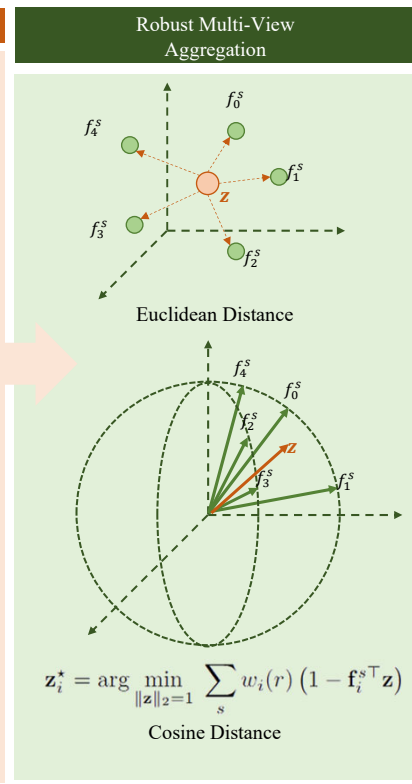 Robust Multi-View
Aggregation
f_0^s
f_4^s
f_1^s
z
f_3^s
f_2^s
Euclidean Distance
f_4^s
f_0^s
f_2^s
z
f_3^s
f_1^s
z_i^⋆ = arg min_{‖z‖_2=1} ∑_s w_i(r) (1 − f_i^{s⊤} z)
Cosine Distance